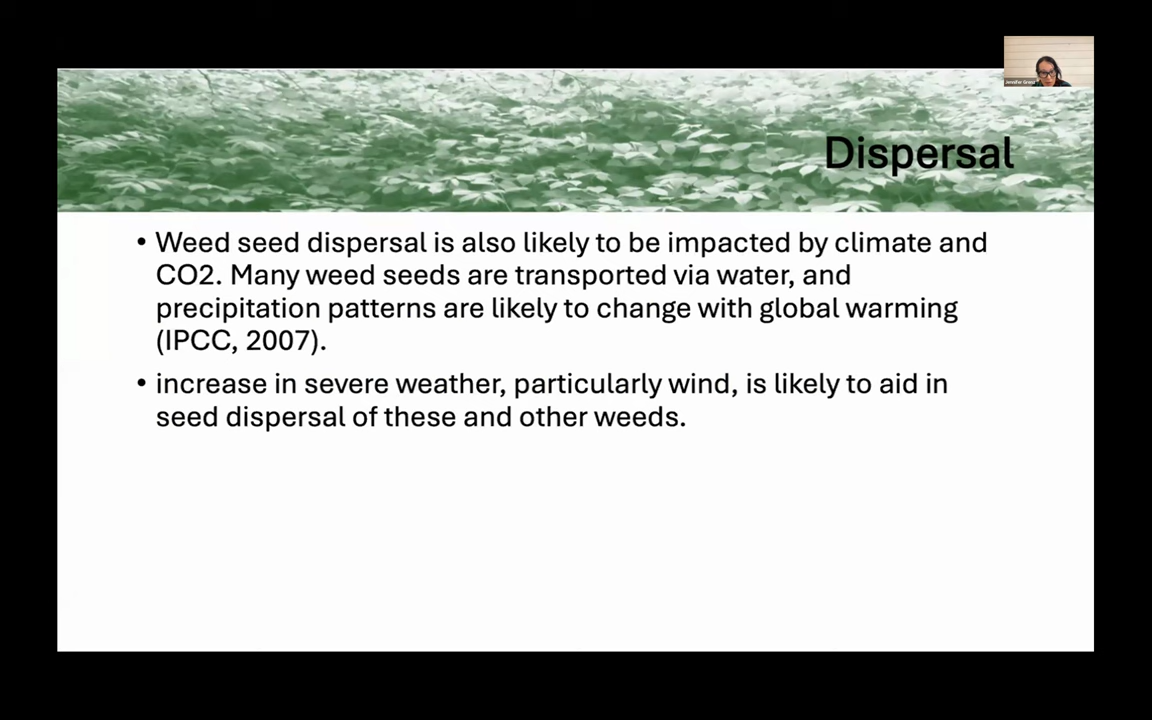 Jennifer Grenz
Dispersal
• Weed seed dispersal is also likely to be impacted by climate and
CO2. Many weed seeds are transported via water, and
precipitation patterns are likely to change with global warming
(IPCC, 2007).
• increase in severe weather, particularly wind, is likely to aid in
seed dispersal of these and other weeds.